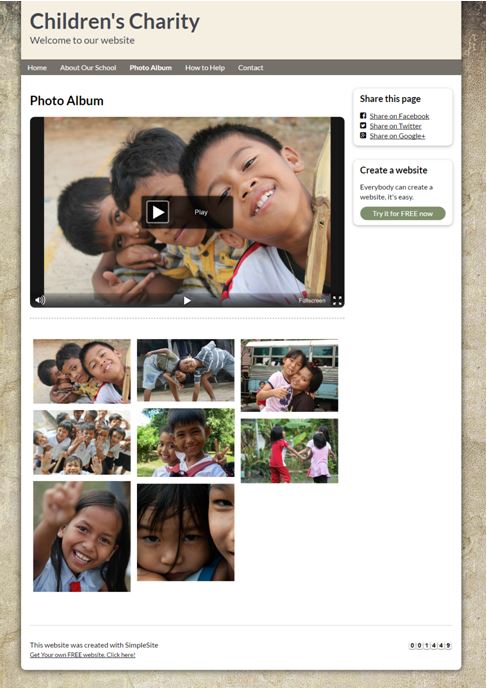 Children's Charity
Welcome to our website
Home About Our School Photo Album How to Help Contact
Photo Album
Play
Fullscreen
Share this page
Share on Facebook
Share on Twitter
Share on Google+
Create a website
Everybody can create a
website, it's easy.
Try it for FREE now
This website was created with SimpleSite
Get Your own FREE website. Click here!
001449